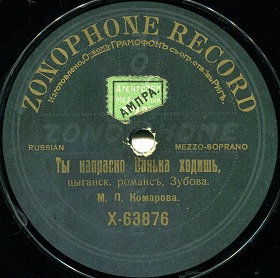 ZONOPHONE RECORD
Изготовлено О-вомъ ГРАМОФОНЪ съ огр. отв. въ Ригѣ.
АМПРА
RUSSIAN MEZZO-SOPRANO
Ты напрасно Ванька ходишь,
цыганск. романсъ, Зубова.
М. П. Комарова.
X-63876